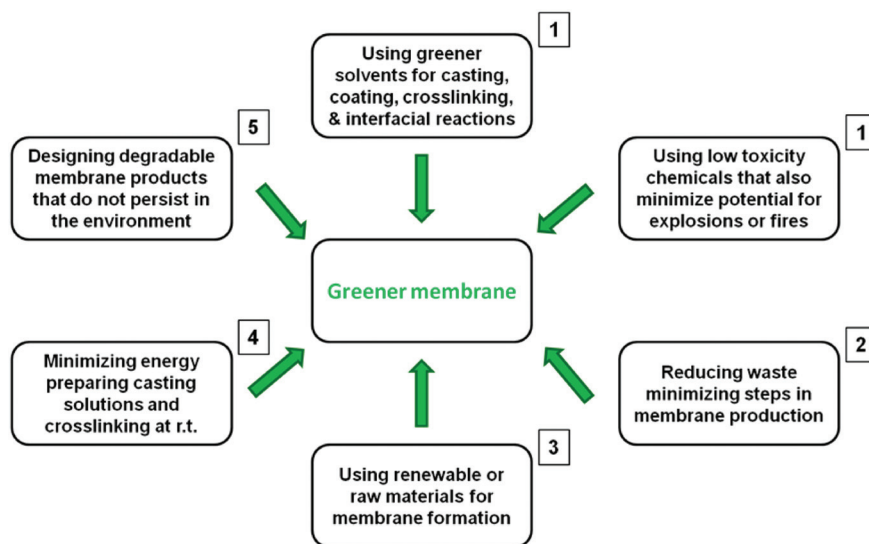 1
Using greener
solvents for casting,
coating, crosslinking,
& interfacial reactions
5
Designing degradable
membrane products
that do not persist in
the environment
1
Using low toxicity
chemicals that also
minimize potential for
explosions or fires
Greener membrane
4
Minimizing energy
preparing casting
solutions and
crosslinking at r.t.
2
Reducing waste
minimizing steps in
membrane production
3
Using renewable or
raw materials for
membrane formation